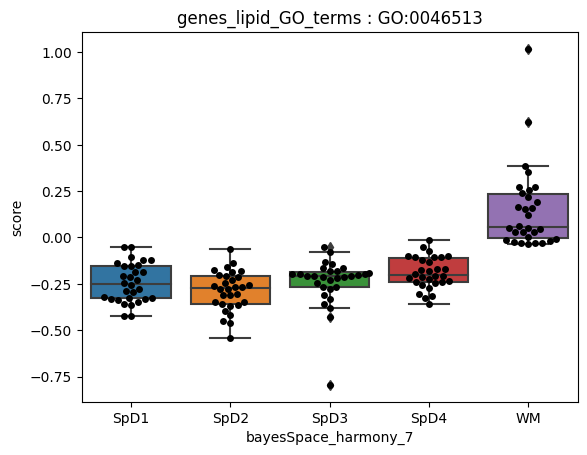 genes_lipid_GO_terms : GO:0046513
1.00
0.75
0.50
0.25
0.00
−0.25
−0.50
−0.75
score
SpD1 SpD2 SpD3 SpD4 WM
bayesSpace_harmony_7